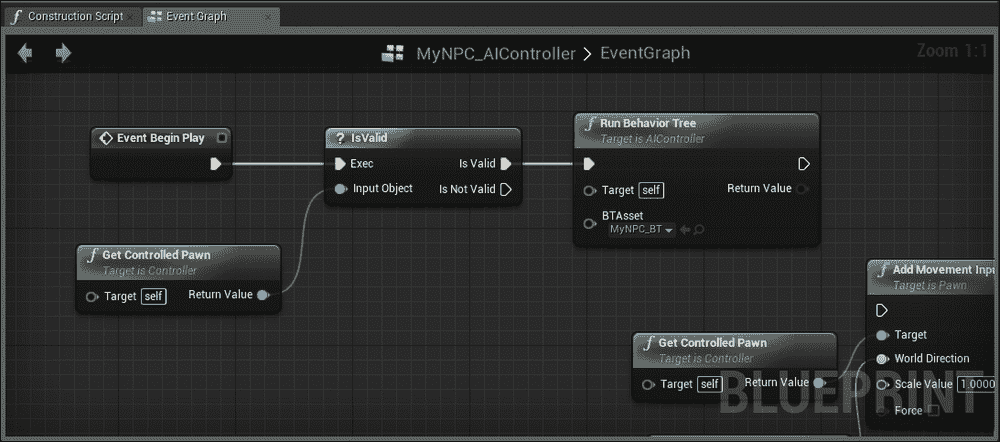 Construction Script
Event Graph
MyNPC_AIController > EventGraph
Zoom 1:1
Event Begin Play
? IsValid
Exec
Is Valid
Input Object
Is Not Valid
f Run Behavior Tree
Target is AIController
Target self
Return Value
BTAsset
MyNPC_BT
f Get Controlled Pawn
Target is Controller
Target self
Return Value
f Add Movement Inpu
Target is Pawn
Target
World Direction
Scale Value 1.0000
Force
f Get Controlled Pawn
Target is Controller
Target self
Return Value
BLUEPRINT